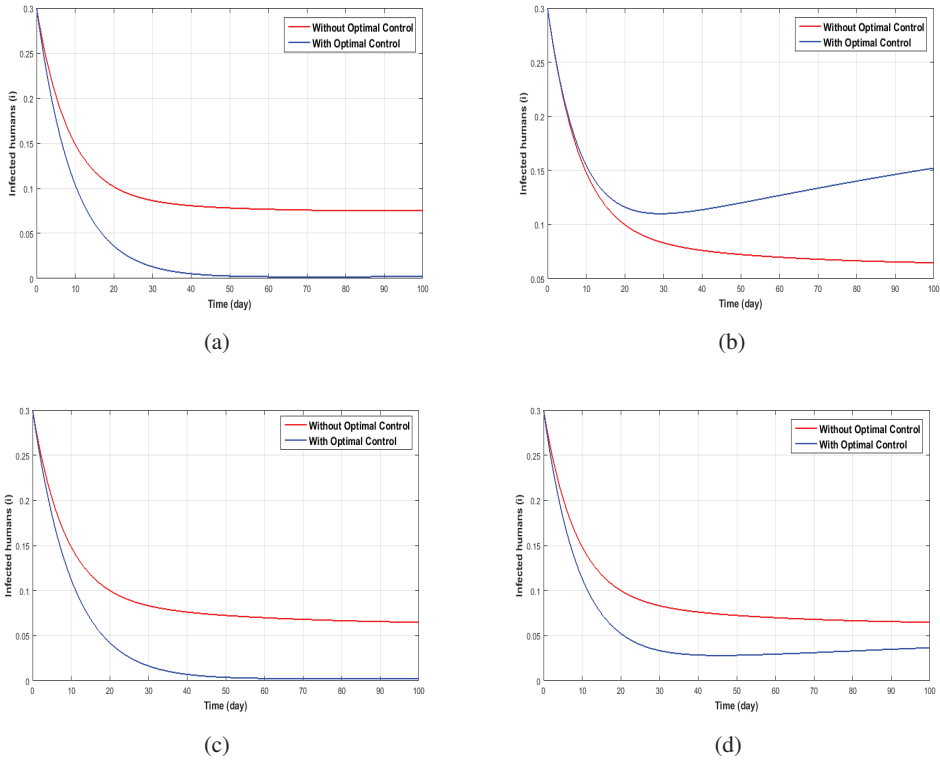 0.3
0.25
0.2
0.15
0.1
0.05
0
Infected humans (i)
Without Optimal Control
With Optimal Control
0 10 20 30 40 50 60 70 80 90 100
Time (day)
(a)
0.3
0.25
0.2
0.15
0.1
0.05
Infected humans (i)
Without Optimal Control
With Optimal Control
0 10 20 30 40 50 60 70 80 90 100
Time (day)
(b)
0.3
0.25
0.2
0.15
0.1
0.05
0
Infected humans (i)
Without Optimal Control
With Optimal Control
0 10 20 30 40 50 60 70 80 90 100
Time (day)
(c)
0.3
0.25
0.2
0.15
0.1
0.05
0
Infected humans (i)
Without Optimal Control
With Optimal Control
0 10 20 30 40 50 60 70 80 90 100
Time (day)
(d)